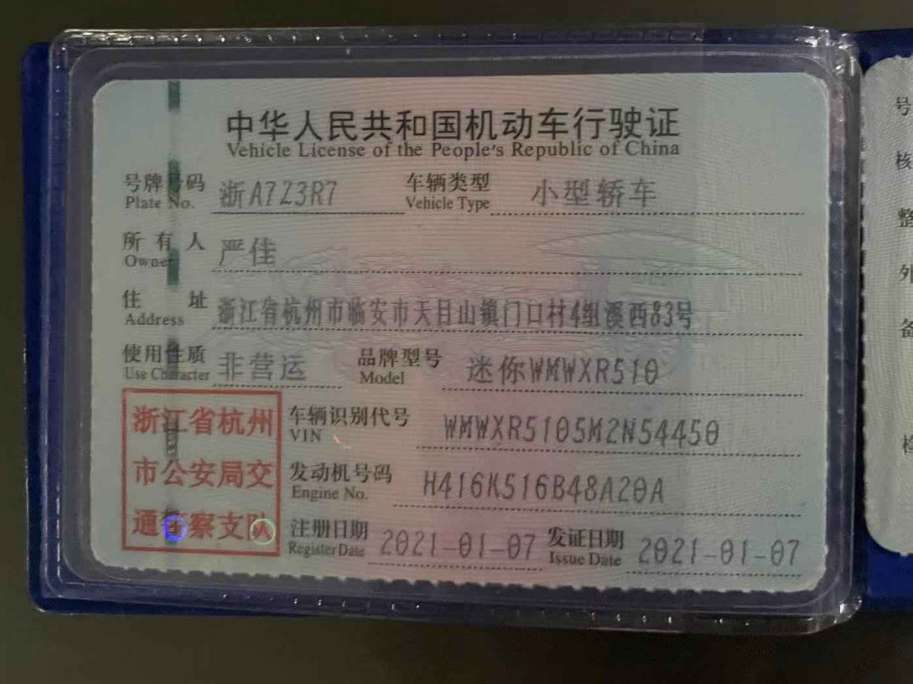 中华人民共和国机动车行驶证
Vehicle License of the People's Republic of China
号牌号码 浙A7Z3R7 车辆类型 小型轿车
Plate No. Vehicle Type
所有人 严佳
Owner
住址 浙江省杭州市临安市天目山镇门口村4组溪西83号
Address
使用性质 非营运 品牌型号 迷你WMWXR510
Use Character Model
浙江省杭州
市公安局交
通警察支队
车辆识别代号 WMWXR5105M2N54450
VIN
发动机号码 H416K516B48A20A
Engine No.
注册日期 2021-01-07 发证日期 2021-01-07
Register Date Issue Date
号
核
整
外
备
检